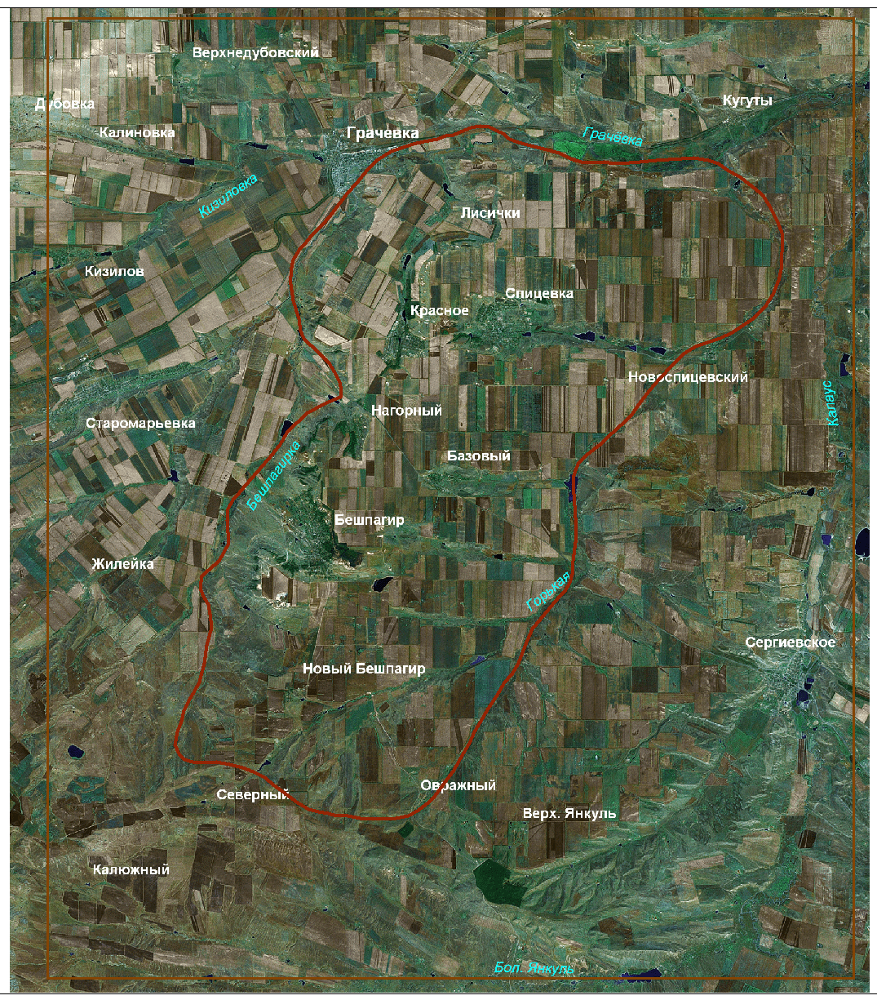 Верхнедубовский
Дубовка
Кугуты
Калиновка
Грачевка
Грачёвка
Кизиловка
Лисички
Кизилов
Спицевка
Красное
Новоспицевский
Калаус
Нагорный
Старомарьевка
Базовый
Бешпагирка
Бешпагир
Жилейка
Горькая
Сергиевское
Новый Бешпагир
Овражный
Северный
Верх. Янкуль
Калюжный
Бол. Янкуль